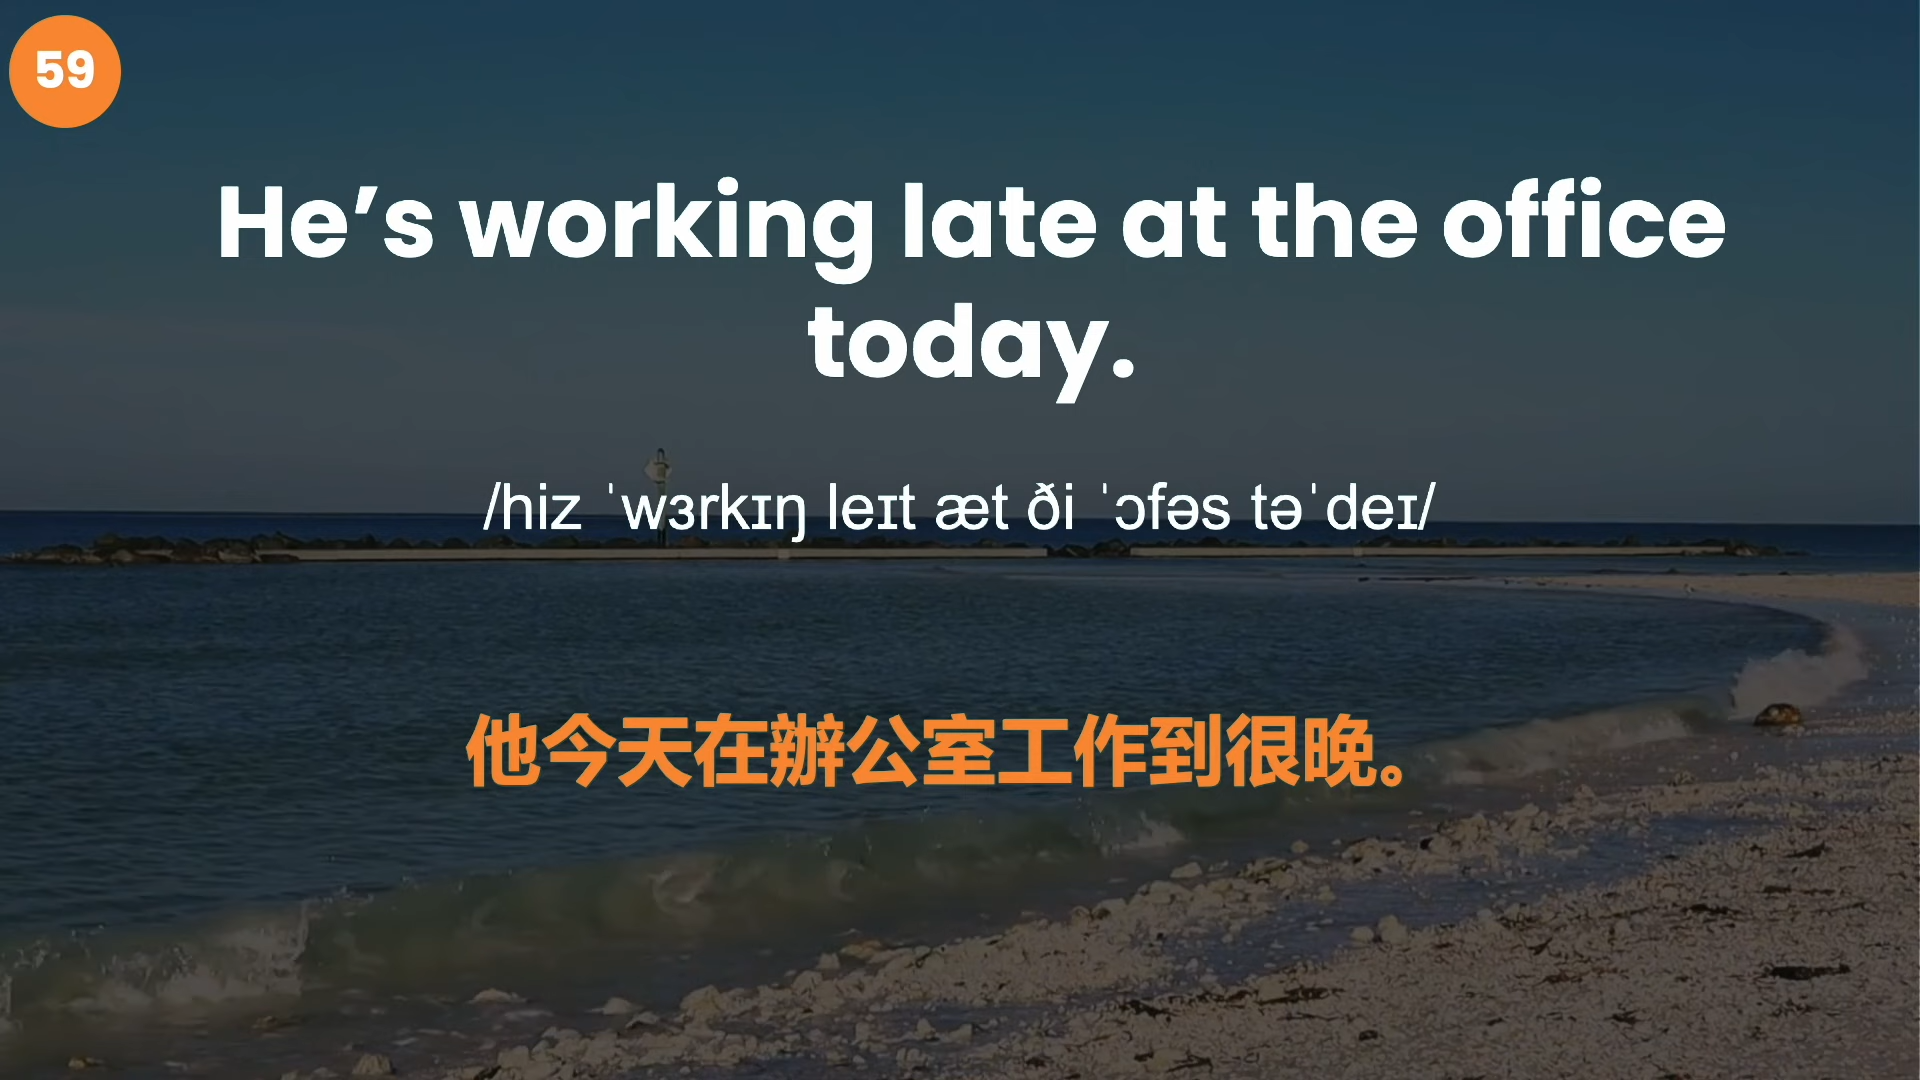 59
He’s working late at the office
today.
/hiz ˈwɜrkɪŋ leɪt æt ði ˈɔfəs təˈdeɪ/
他今天在辦公室工作到很晚。